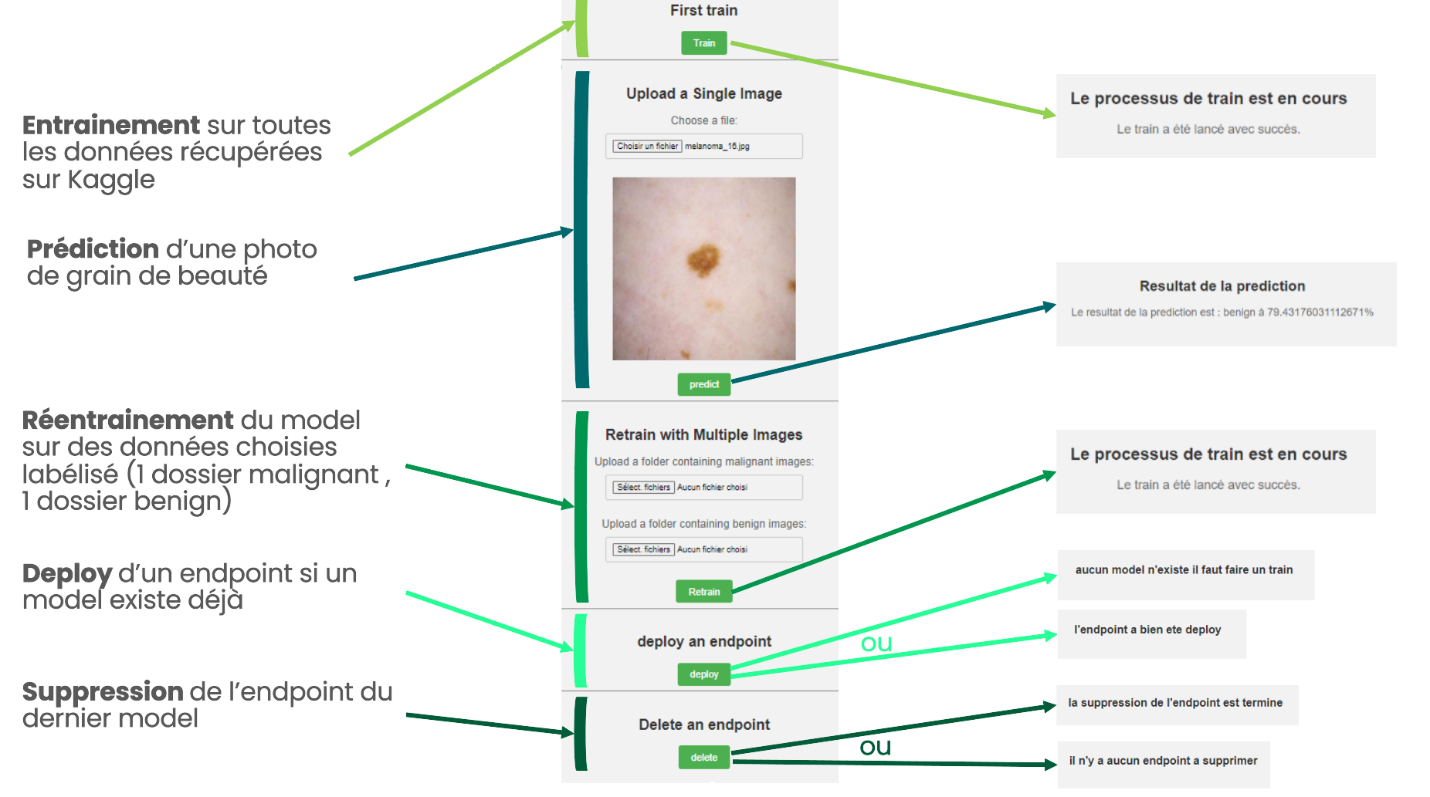 Entrainement sur toutes
les données récupérées
sur Kaggle
Prédiction d'une photo
de grain de beauté
Réentrainement du model
sur des données choisies
labélisé (1 dossier malignant ,
1 dossier benign)
Deploy d'un endpoint si un
model existe déjà
Suppression de l'endpoint du
dernier model
First train
Train
Upload a Single Image
Choose a file:
Choisir un fichier melanoma_16.jpg
predict
Retrain with Multiple Images
Upload a folder containing malignant images:
Sélect. fichiers Aucun fichier choisi
Upload a folder containing benign images:
Sélect. fichiers Aucun fichier choisi
Retrain
deploy an endpoint
deploy
Delete an endpoint
delete
ou
ou
Le processus de train est en cours
Le train a été lancé avec succès.
Resultat de la prediction
Le resultat de la prediction est : benign à 79.43176031112671%
Le processus de train est en cours
Le train a été lancé avec succès.
aucun model n'existe il faut faire un train
l'endpoint a bien ete deploy
la suppression de l'endpoint est termine
il n'y a aucun endpoint a supprimer